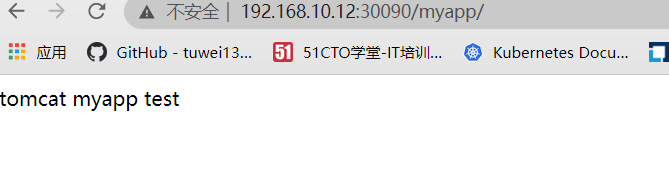 不安全 | 192.168.10.12:30090/myapp/
应用 GitHub - tuwei13... 51 51CTO学堂-IT培训... Kubernetes Docu...
tomcat myapp test